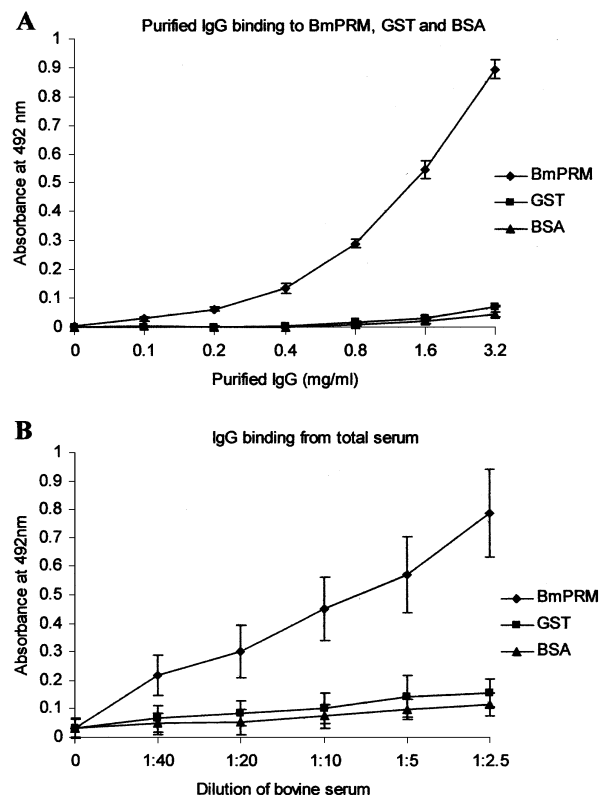 A
Purified IgG binding to BmPRM, GST and BSA
Absorbance at 492 nm
1
0.9
0.8
0.7
0.6
0.5
0.4
0.3
0.2
0.1
0
0 0.1 0.2 0.4 0.8 1.6 3.2
Purified IgG (mg/ml)
BmPRM
GST
BSA
B
IgG binding from total serum
Absorbance at 492nm
1
0.9
0.8
0.7
0.6
0.5
0.4
0.3
0.2
0.1
0
0 1:40 1:20 1:10 1:5 1:2.5
Dilution of bovine serum
BmPRM
GST
BSA